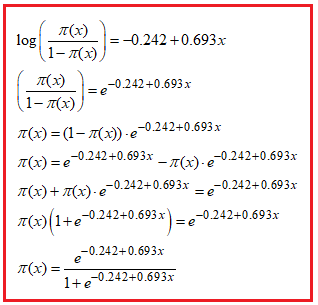 log(π(x)/(1−π(x))) = −0.242+0.693x
(π(x)/(1−π(x))) = e^(−0.242+0.693x)
π(x) = (1−π(x))·e^(−0.242+0.693x)
π(x) = e^(−0.242+0.693x) − π(x)·e^(−0.242+0.693x)
π(x)+π(x)·e^(−0.242+0.693x) = e^(−0.242+0.693x)
π(x)(1+e^(−0.242+0.693x)) = e^(−0.242+0.693x)
π(x) = e^(−0.242+0.693x)/(1+e^(−0.242+0.693x))